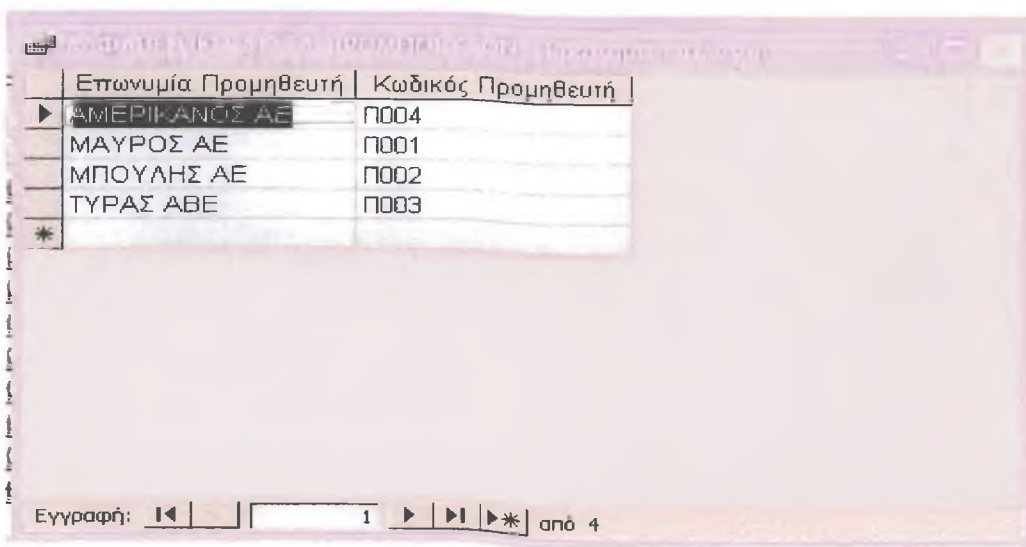 Επωνυμία Προμηθευτή Κωδικός Προμηθευτή
ΑΜΕΡΙΚΑΝΟΣ ΑΕ Π004
ΜΑΥΡΟΣ ΑΕ Π001
ΜΠΟΥΛΗΣ ΑΕ Π002
ΤΥΡΑΣ ΑΒΕ Π003
Εγγραφή: 1 από 4